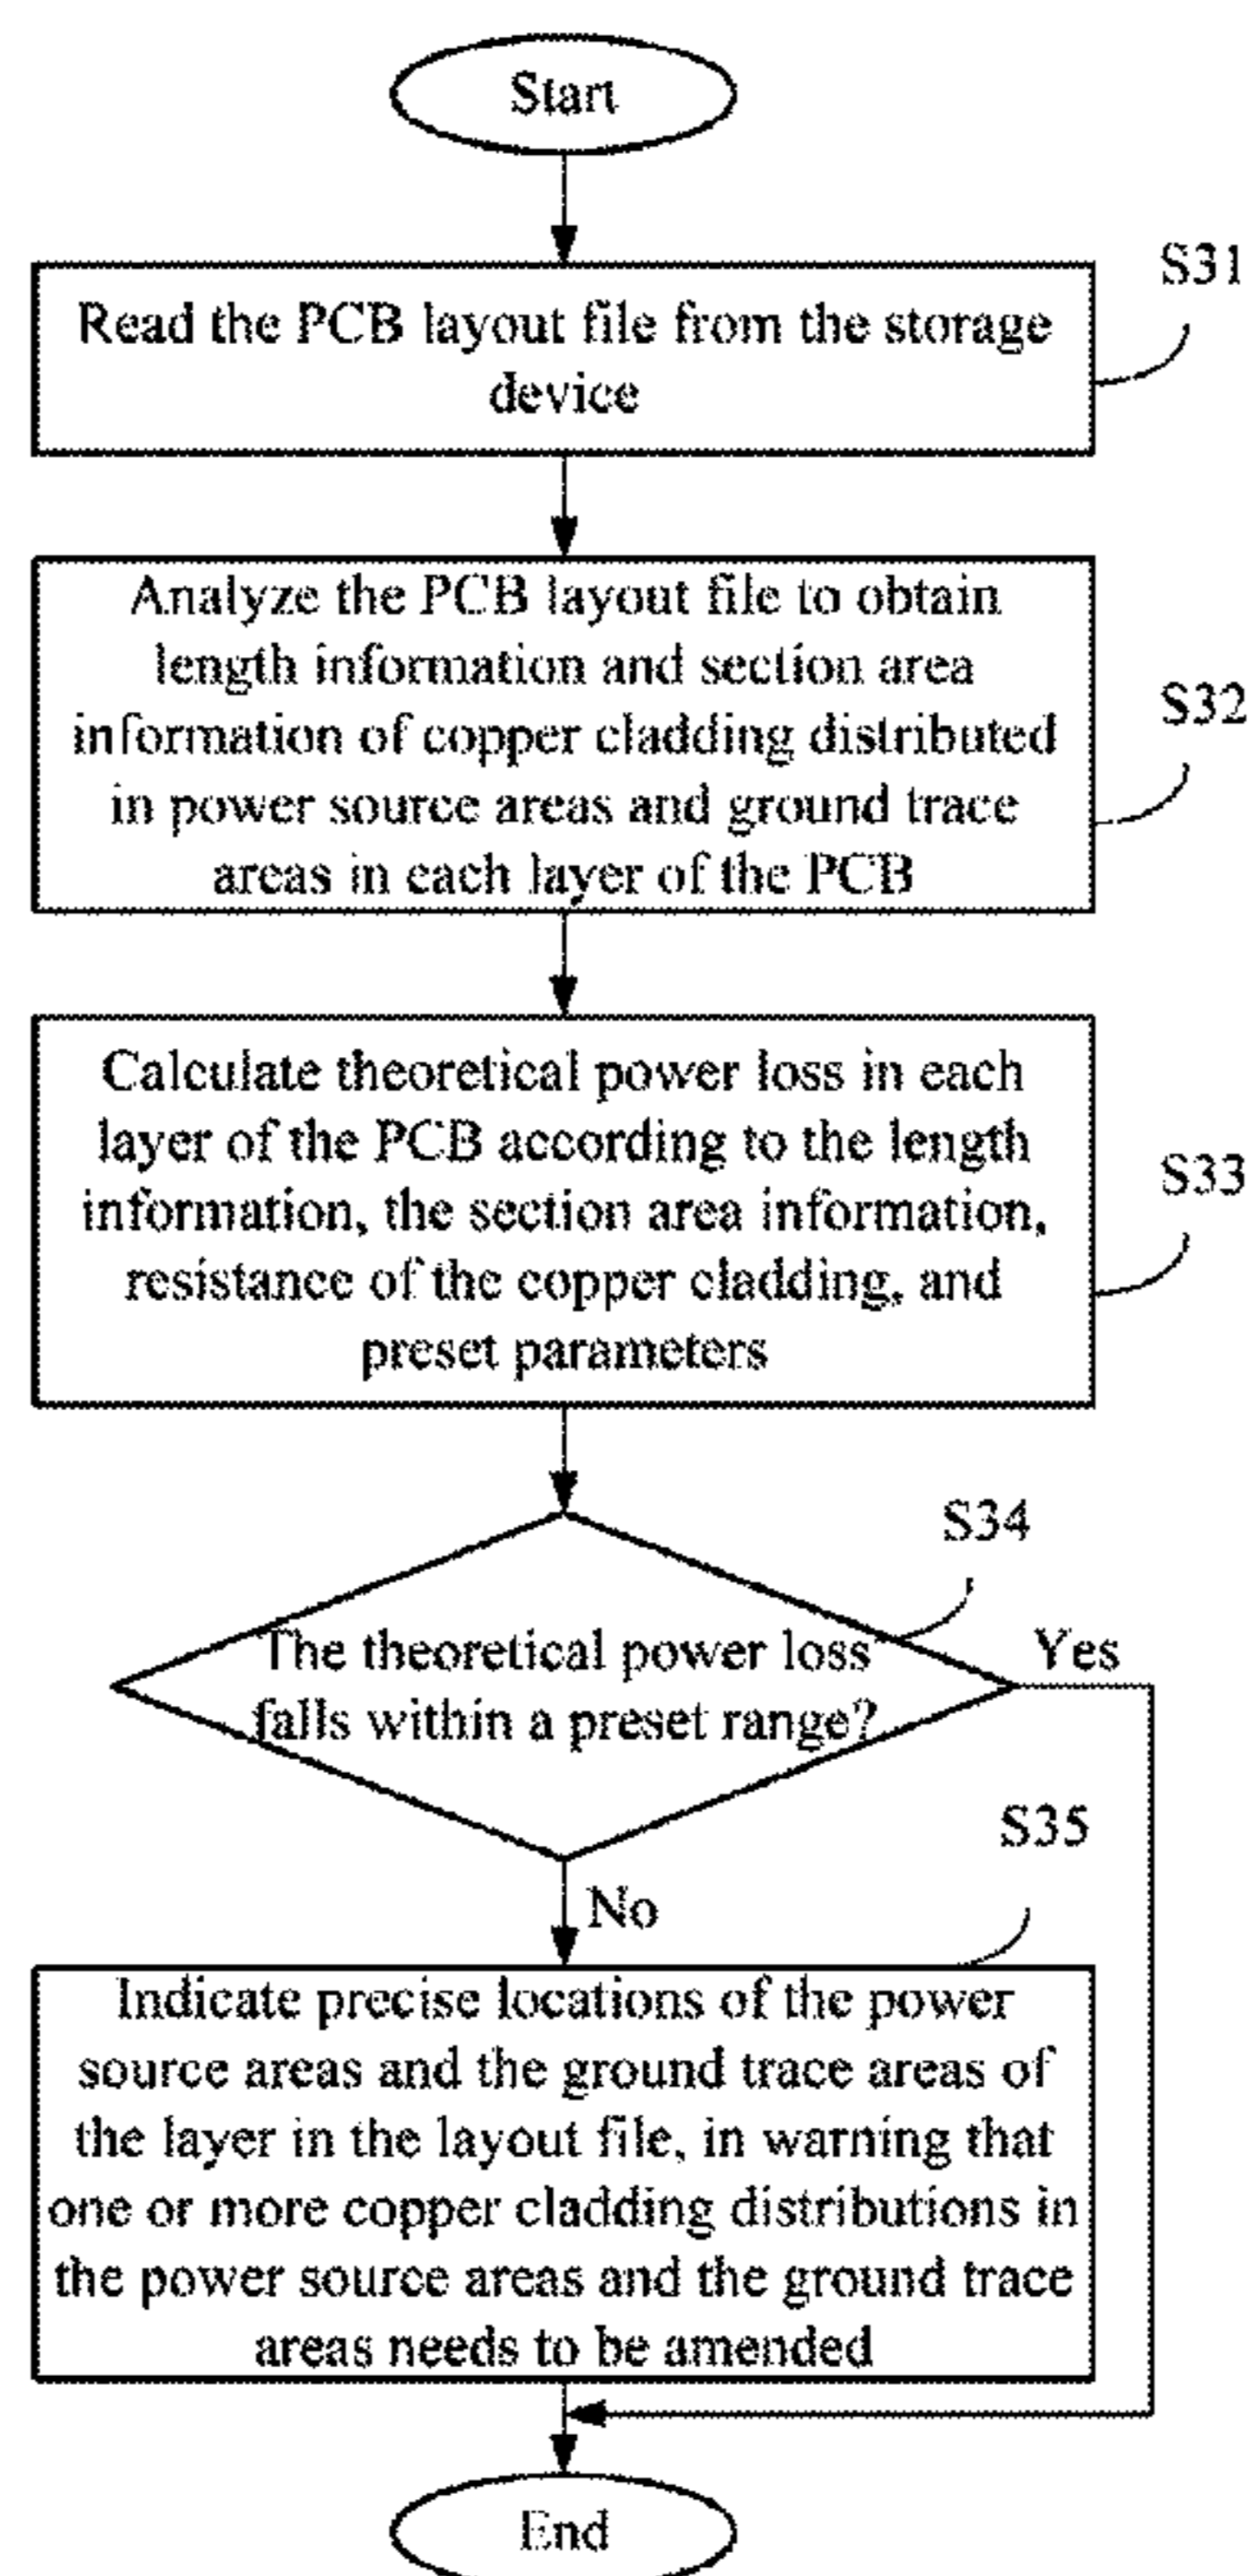 Start
S31
Read the PCB layout file from the storage
device
Analyze the PCB layout file to obtain
length information and section area
information of copper cladding distributed
in power source areas and ground trace
areas in each layer of the PCB
S32
Calculate theoretical power loss in each
layer of the PCB according to the length
information, the section area information,
resistance of the copper cladding, and
preset parameters
S33
S34
The theoretical power loss
falls within a preset range?
Yes
No
S35
Indicate precise locations of the power
source areas and the ground trace areas of
the layer in the layout file, in warning that
one or more copper cladding distributions in
the power source areas and the ground trace
areas needs to be amended
End